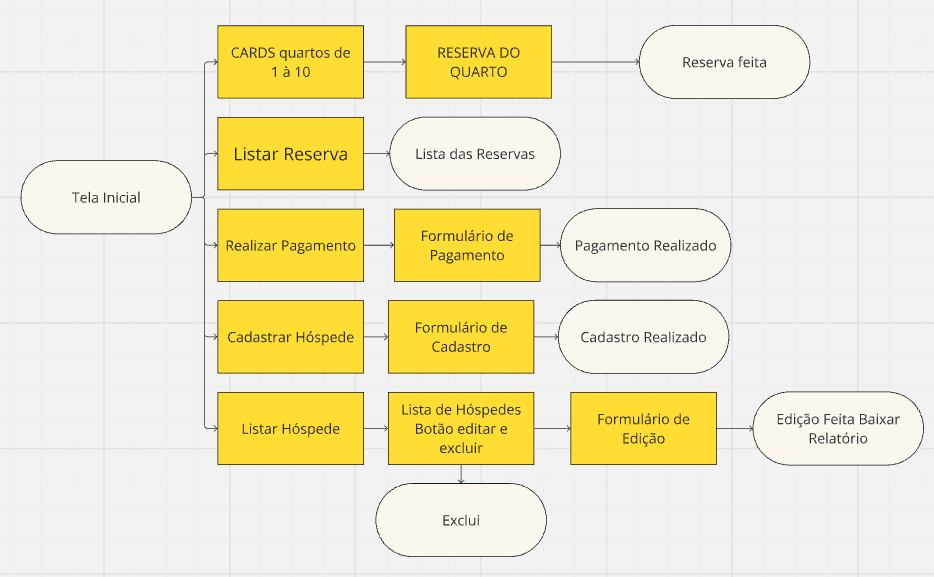 CARDS quartos de
1 à 10
RESERVA DO
QUARTO
Reserva feita
Listar Reserva
Lista das Reservas
Tela Inicial
Realizar Pagamento
Formulário de
Pagamento
Pagamento Realizado
Cadastrar Hóspede
Formulário de
Cadastro
Cadastro Realizado
Listar Hóspede
Lista de Hóspedes
Botão editar e
excluir
Formulário de
Edição
Edição Feita Baixar
Relatório
Exclui